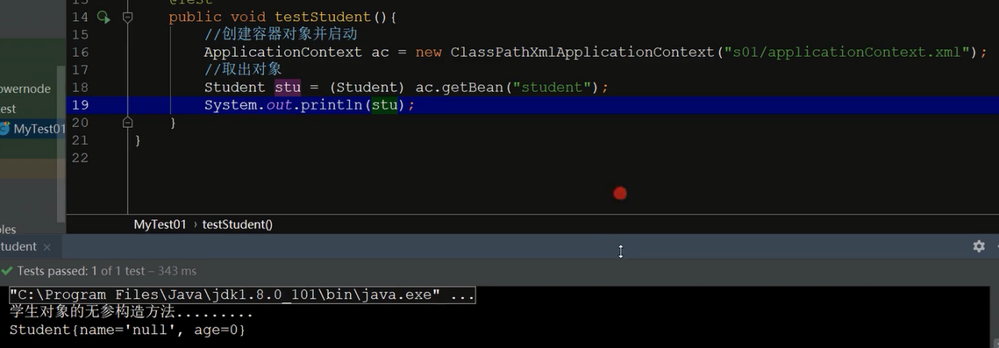 @Test
14 public void testStudent(){
15 //创建容器对象并启动
16 ApplicationContext ac = new ClassPathXmlApplicationContext("s01/applicationContext.xml");
17 //取出对象
18 Student stu = (Student) ac.getBean("student");
19 System.out.println(stu);
20 }
21 }
22
owernode
est
MyTest01
les
MyTest01 › testStudent()
tudent ×
Tests passed: 1 of 1 test – 343 ms
"C:\Program Files\Java\jdk1.8.0_101\bin\java.exe" ...
学生对象的无参构造方法.........
Student{name='null', age=0}